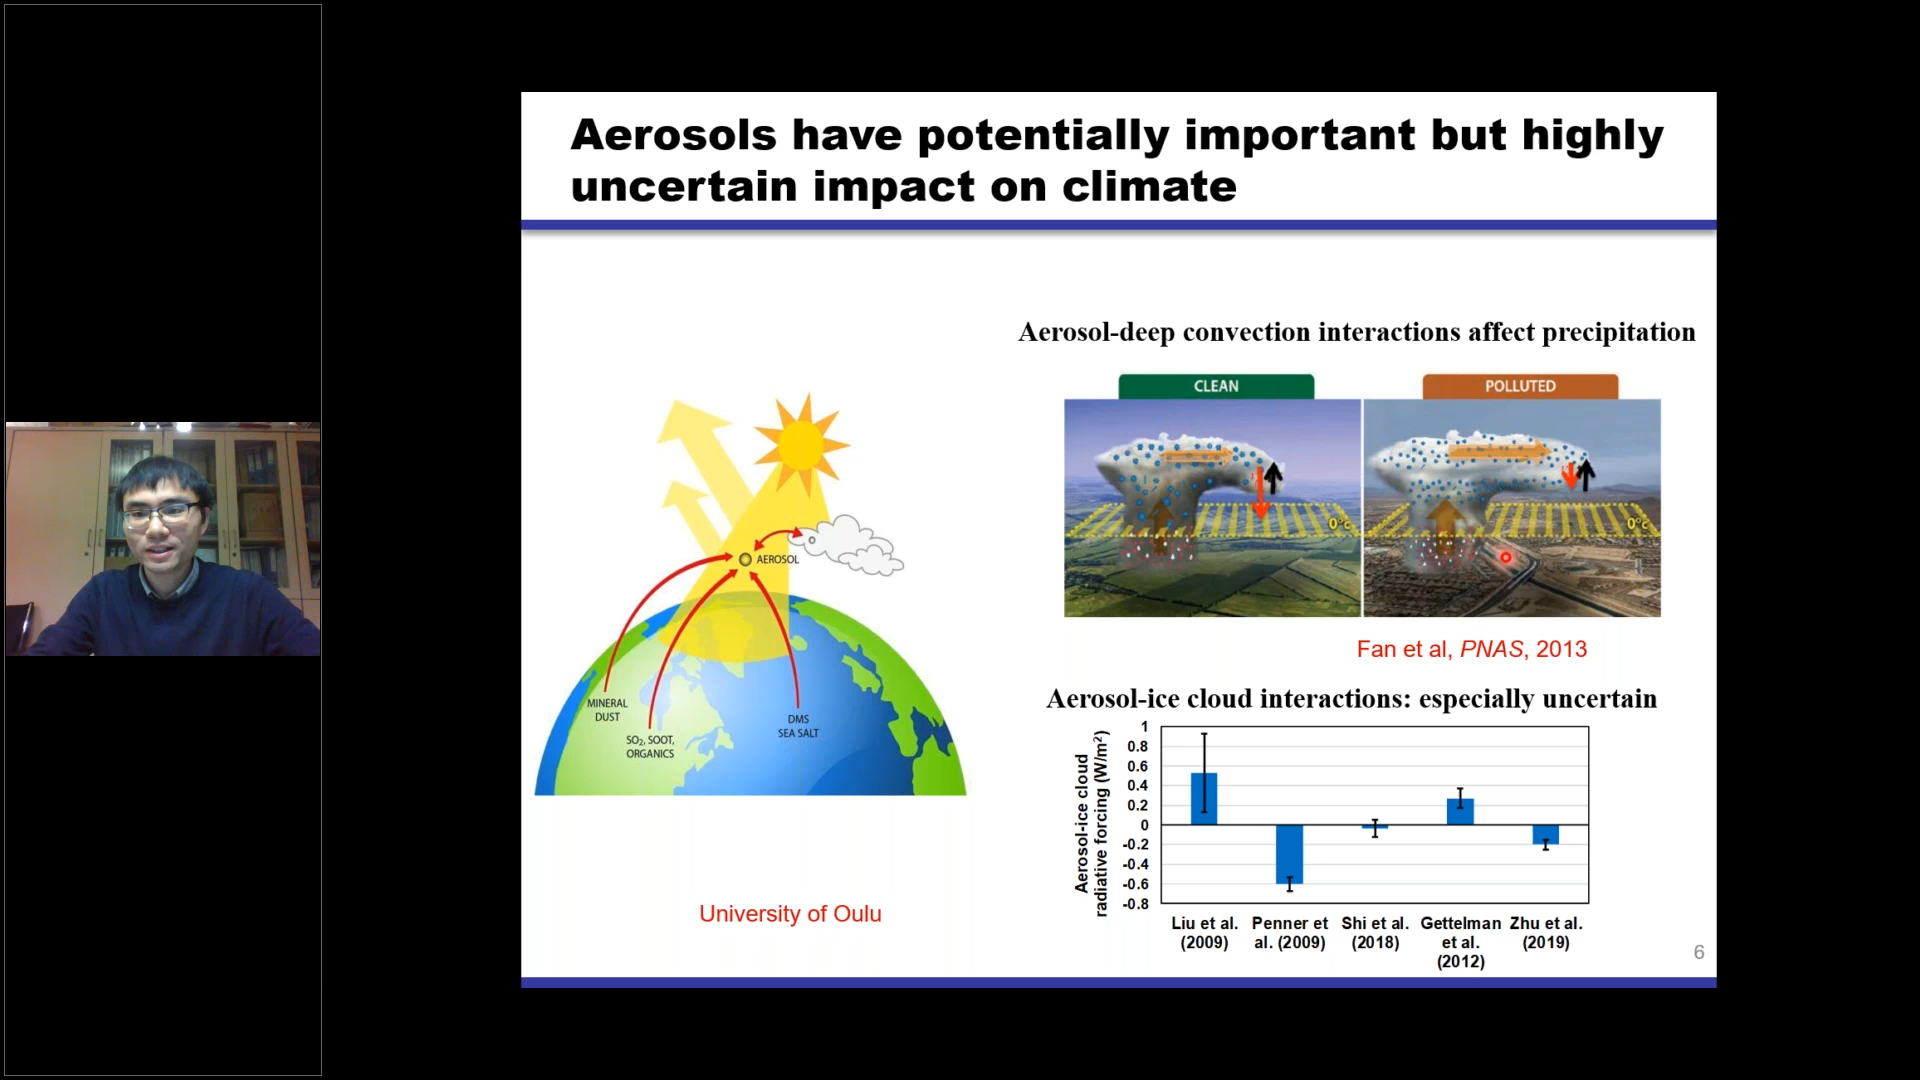 Aerosols have potentially important but highly
uncertain impact on climate
AEROSOL
MINERAL
DUST
SO₂, SOOT,
ORGANICS
DMS
SEA SALT
University of Oulu
Aerosol-deep convection interactions affect precipitation
CLEAN
POLLUTED
0°c
0°c
Fan et al, PNAS, 2013
Aerosol-ice cloud interactions: especially uncertain
Aerosol-ice cloud
radiative forcing (W/m²)
1
0.8
0.6
0.4
0.2
0
-0.2
-0.4
-0.6
-0.8
Liu et al.
(2009)
Penner et
al. (2009)
Shi et al.
(2018)
Gettelman
et al.
(2012)
Zhu et al.
(2019)
6